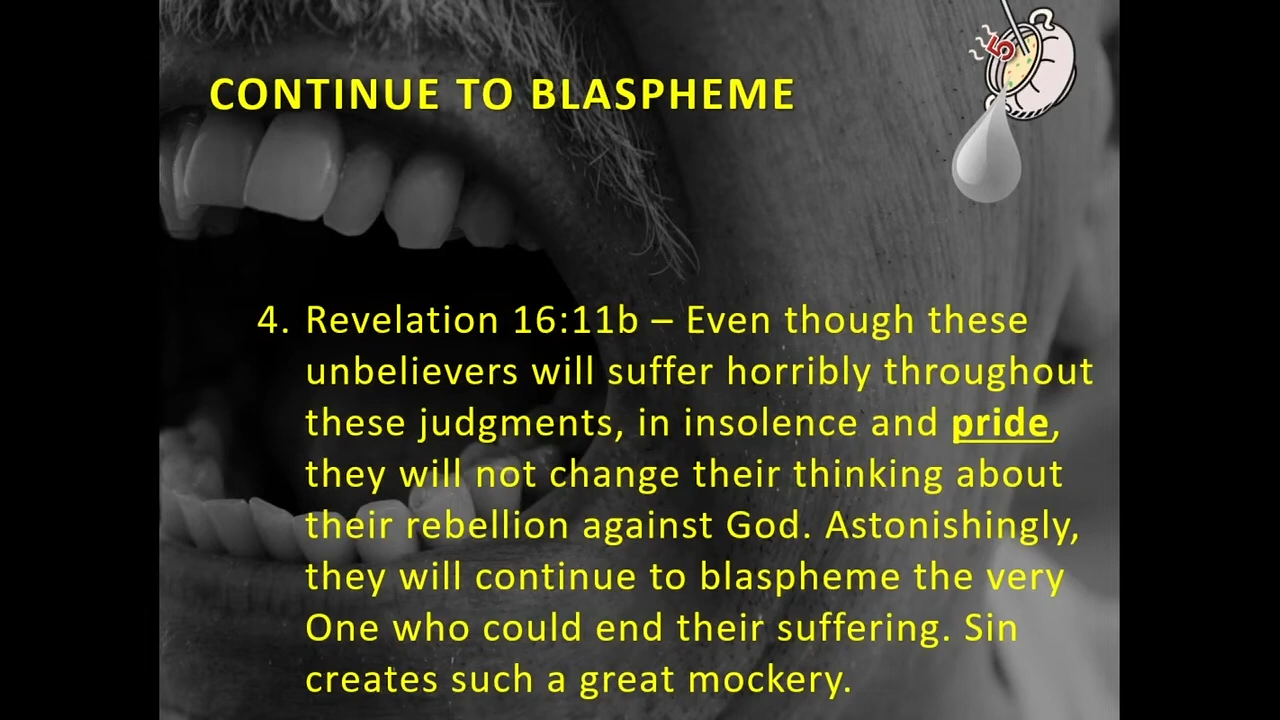 5
CONTINUE TO BLASPHEME
4. Revelation 16:11b – Even though these
unbelievers will suffer horribly throughout
these judgments, in insolence and pride,
they will not change their thinking about
their rebellion against God. Astonishingly,
they will continue to blaspheme the very
One who could end their suffering. Sin
creates such a great mockery.